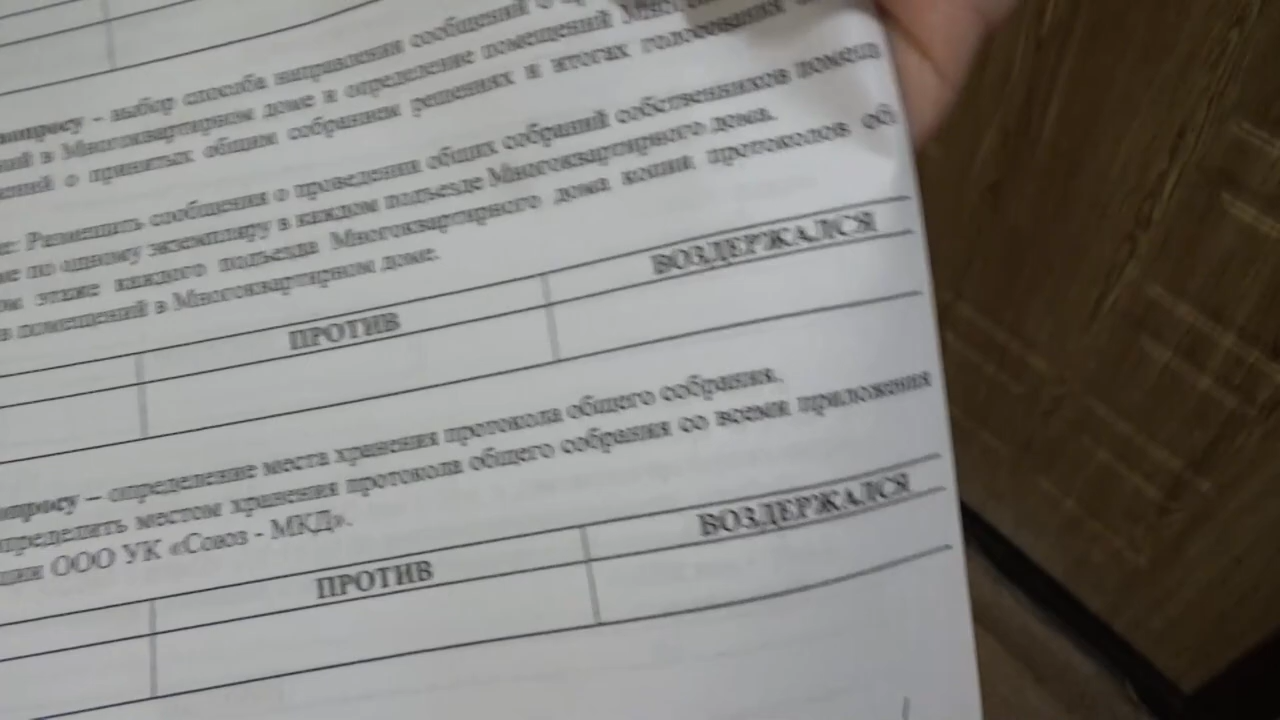 вопросу - выбор способа направления сообщений о
в Многоквартирном доме и определение помещений
о принятых общим собранием решениях и итогах голосования
Разместить сообщения о проведении общих собраний собственников помещ
по одному экземпляру в каждом подъезде Многоквартирного дома.
этаже каждого подъезда Многоквартирного дома копии протоколов об
помещений в Многоквартирном доме.
ПРОТИВ ВОЗДЕРЖАЛСЯ
опросу – определение места хранения протокола общего собрания.
пределить местом хранения протокола общего собрания со всеми приложения
ООО УК «Союз - МКД».
ПРОТИВ ВОЗДЕРЖАЛСЯ